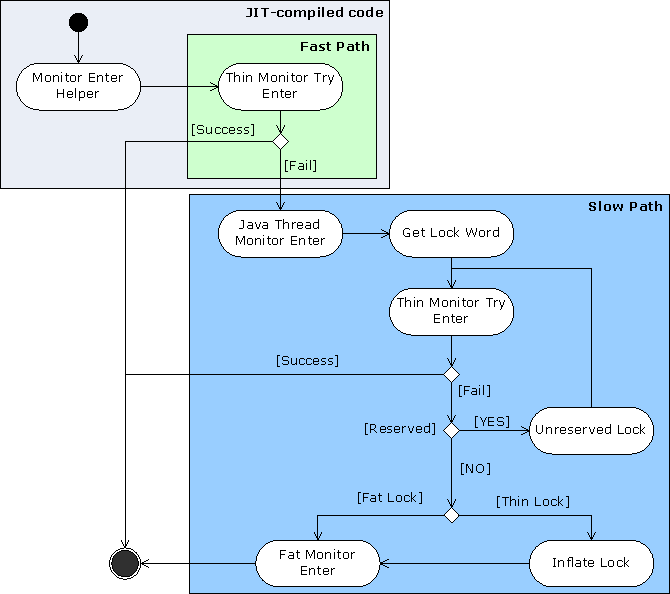 JIT-compiled code
Fast Path
Monitor Enter
Helper
Thin Monitor Try
Enter
[Success]
[Fail]
Slow Path
Java Thread
Monitor Enter
Get Lock Word
Thin Monitor Try
Enter
[Success]
[Fail]
[Reserved]
[YES]
Unreserved Lock
[NO]
[Fat Lock]
[Thin Lock]
Fat Monitor
Enter
Inflate Lock